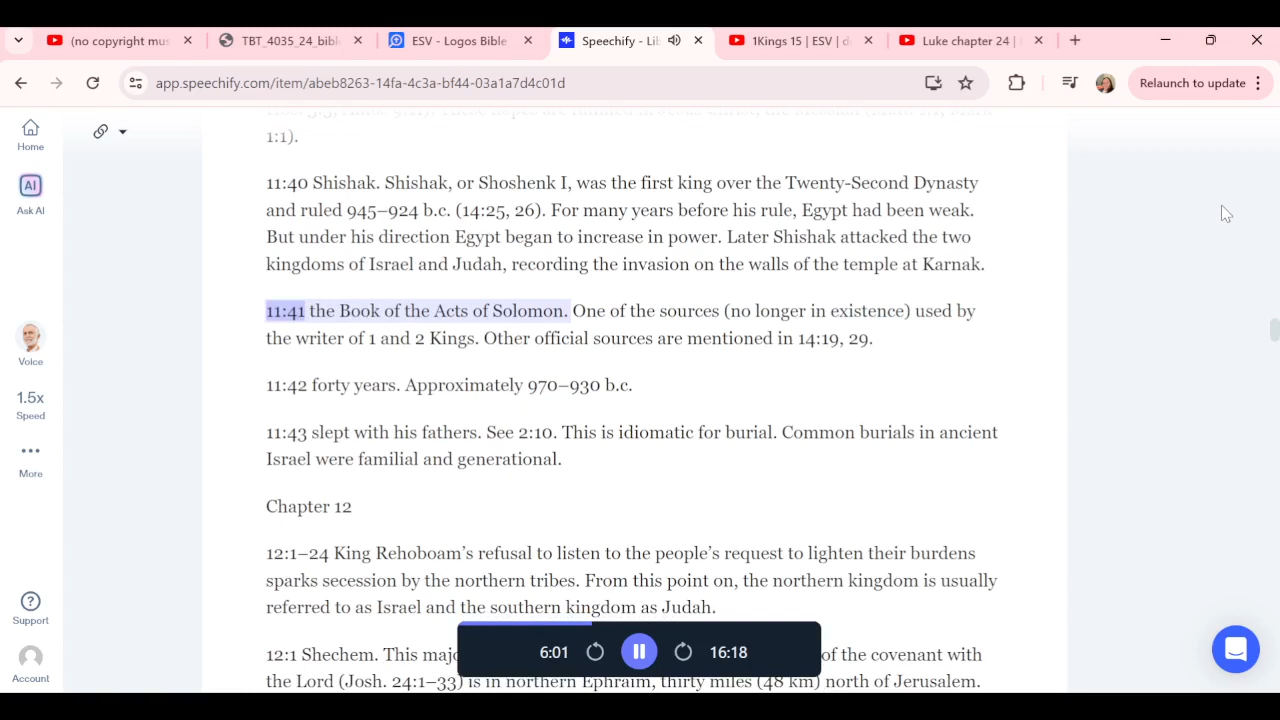 (no copyright mus
TBT_4035_24_bible
ESV - Logos Bible
Speechify - Lib
1Kings 15 | ESV | d
Luke chapter 24 |
app.speechify.com/item/abeb8263-14fa-4c3a-bf44-03a1a7d4c01d
Relaunch to update
Home
AI
Ask AI
Voice
1.5x
Speed
More
Support
Account
1:1).
11:40 Shishak. Shishak, or Shoshenk I, was the first king over the Twenty-Second Dynasty
and ruled 945–924 b.c. (14:25, 26). For many years before his rule, Egypt had been weak.
But under his direction Egypt began to increase in power. Later Shishak attacked the two
kingdoms of Israel and Judah, recording the invasion on the walls of the temple at Karnak.
11:41 the Book of the Acts of Solomon. One of the sources (no longer in existence) used by
the writer of 1 and 2 Kings. Other official sources are mentioned in 14:19, 29.
11:42 forty years. Approximately 970–930 b.c.
11:43 slept with his fathers. See 2:10. This is idiomatic for burial. Common burials in ancient
Israel were familial and generational.
Chapter 12
12:1–24 King Rehoboam’s refusal to listen to the people’s request to lighten their burdens
sparks secession by the northern tribes. From this point on, the northern kingdom is usually
referred to as Israel and the southern kingdom as Judah.
12:1 Shechem. This majo of the covenant with
the Lord (Josh. 24:1–33) is in northern Ephraim, thirty miles (48 km) north of Jerusalem.
6:01
16:18